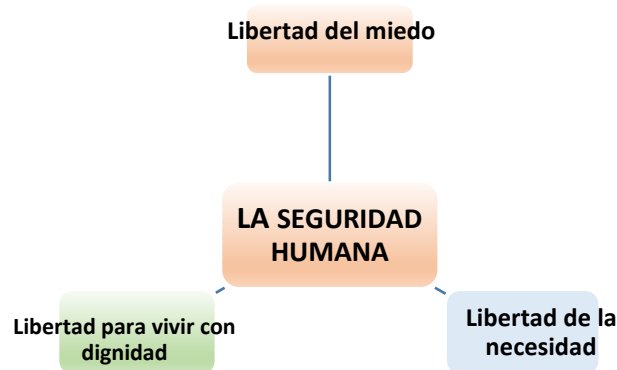 Libertad del miedo
LA SEGURIDAD
HUMANA
Libertad para vivir con
dignidad
Libertad de la
necesidad